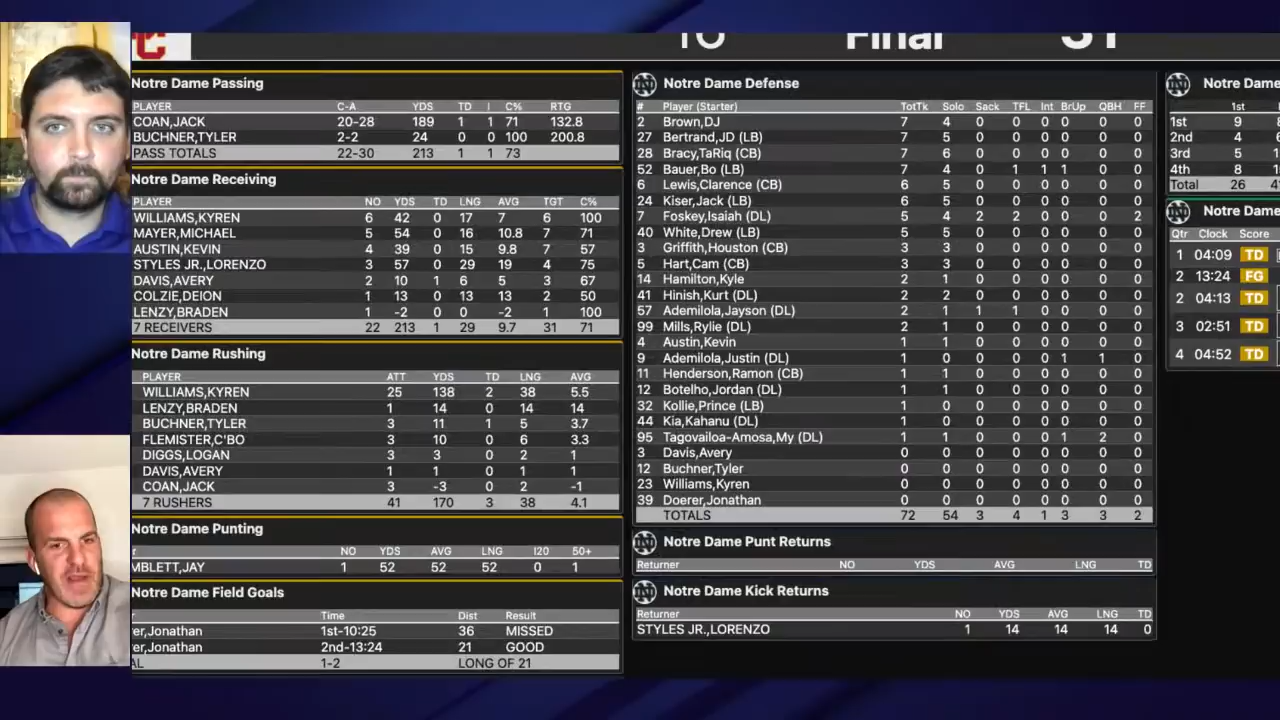 16 Final 31
Notre Dame Passing
PLAYER C-A YDS TD I C% RTG
COAN,JACK 20-28 189 1 1 71 132.8
BUCHNER,TYLER 2-2 24 0 0 100 200.8
PASS TOTALS 22-30 213 1 1 73
Notre Dame Receiving
PLAYER NO YDS TD LNG AVG TGT C%
WILLIAMS,KYREN 6 42 0 17 7 6 100
MAYER,MICHAEL 5 54 0 16 10.8 7 71
AUSTIN,KEVIN 4 39 0 15 9.8 7 57
STYLES JR.,LORENZO 3 57 0 29 19 4 75
DAVIS,AVERY 2 10 1 6 5 3 67
COLZIE,DEION 1 13 0 13 13 2 50
LENZY,BRADEN 1 -2 0 0 -2 1 100
7 RECEIVERS 22 213 1 29 9.7 31 71
Notre Dame Rushing
PLAYER ATT YDS TD LNG AVG
WILLIAMS,KYREN 25 138 2 38 5.5
LENZY,BRADEN 1 14 0 14 14
BUCHNER,TYLER 3 11 1 5 3.7
FLEMISTER,C'BO 3 10 0 6 3.3
DIGGS,LOGAN 3 3 0 2 1
DAVIS,AVERY 1 1 0 1 1
COAN,JACK 3 -3 0 2 -1
7 RUSHERS 41 170 3 38 4.1
Notre Dame Punting
r NO YDS AVG LNG I20 50+
MBLETT,JAY 1 52 52 52 0 1
Notre Dame Field Goals
r Time Dist Result
er,Jonathan 1st-10:25 36 MISSED
er,Jonathan 2nd-13:24 21 GOOD
AL 1-2 LONG OF 21
Notre Dame Defense
# Player (Starter) TotTk Solo Sack TFL Int BrUp QBH FF
2 Brown,DJ 7 4 0 0 0 0 0 0
27 Bertrand,JD (LB) 7 5 0 0 0 0 0 0
28 Bracy,TaRiq (CB) 7 6 0 0 0 0 0 0
52 Bauer,Bo (LB) 7 4 0 1 1 1 0 0
6 Lewis,Clarence (CB) 6 5 0 0 0 0 0 0
24 Kiser,Jack (LB) 6 5 0 0 0 0 0 0
7 Foskey,Isaiah (DL) 5 4 2 2 0 0 0 2
40 White,Drew (LB) 5 5 0 0 0 0 0 0
3 Griffith,Houston (CB) 3 3 0 0 0 0 0 0
5 Hart,Cam (CB) 3 3 0 0 0 0 0 0
14 Hamilton,Kyle 2 1 0 0 0 0 0 0
41 Hinish,Kurt (DL) 2 2 0 0 0 0 0 0
57 Ademilola,Jayson (DL) 2 1 1 1 0 0 0 0
99 Mills,Rylie (DL) 2 1 0 0 0 0 0 0
4 Austin,Kevin 1 1 0 0 0 0 0 0
9 Ademilola,Justin (DL) 1 0 0 0 0 1 1 0
11 Henderson,Ramon (CB) 1 1 0 0 0 0 0 0
12 Botelho,Jordan (DL) 1 1 0 0 0 0 0 0
32 Kollie,Prince (LB) 1 0 0 0 0 0 0 0
44 Kia,Kahanu (DL) 1 0 0 0 0 0 0 0
95 Tagovailoa-Amosa,My (DL) 1 1 0 0 0 1 2 0
3 Davis,Avery 0 0 0 0 0 0 0 0
12 Buchner,Tyler 0 0 0 0 0 0 0 0
23 Williams,Kyren 0 0 0 0 0 0 0 0
39 Doerer,Jonathan 0 0 0 0 0 0 0 0
TOTALS 72 54 3 4 1 3 3 2
Notre Dame Punt Returns
Returner NO YDS AVG LNG TD
Notre Dame Kick Returns
Returner NO YDS AVG LNG TD
STYLES JR.,LORENZO 1 14 14 14 0
Notre Dame
1st
1st 9
2nd 4
3rd 5
4th 8
Total 26
Notre Dame
Qtr Clock Score
1 04:09 TD
2 13:24 FG
2 04:13 TD
3 02:51 TD
4 04:52 TD